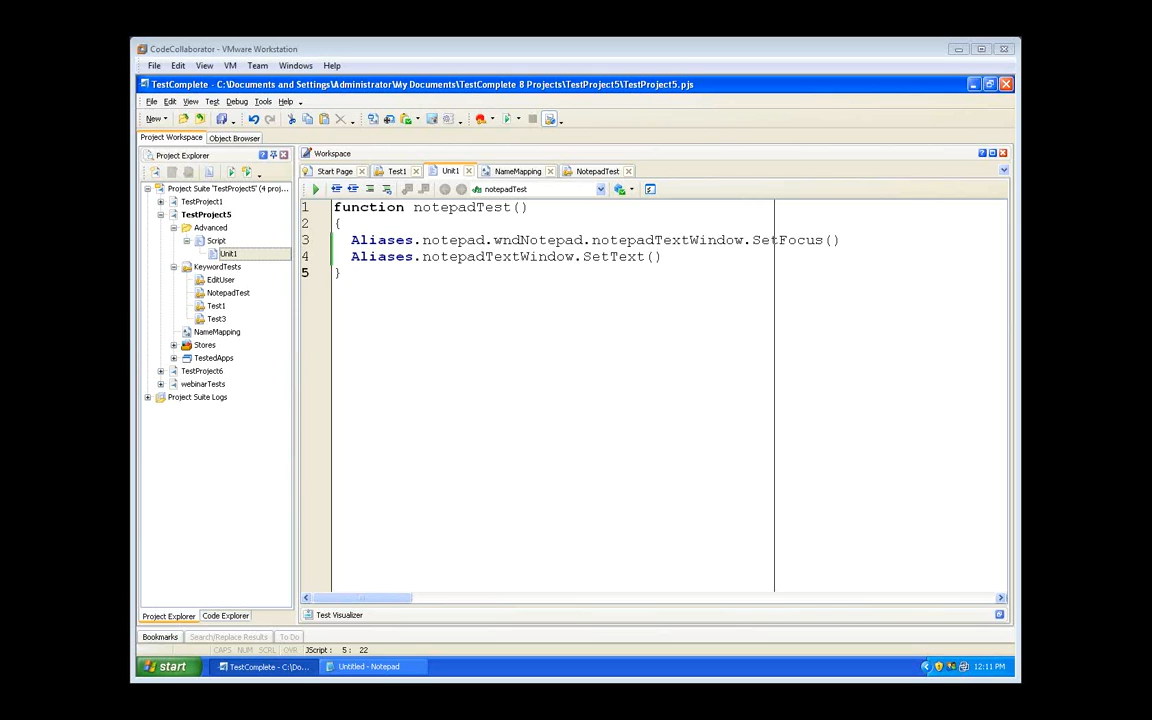 CodeCollaborator - VMware Workstation
File Edit View VM Team Windows Help
TestComplete - C:\Documents and Settings\Administrator\My Documents\TestComplete 8 Projects\TestProject5\TestProject5.pjs
File Edit View Test Debug Tools Help
New
Project Workspace Object Browser
Project Explorer
Workspace
Start Page Test1 Unit1 NameMapping NotepadTest
notepadTest
Project Suite 'TestProject5' (4 proj...
TestProject1
TestProject5
Advanced
Script
Unit1
KeywordTests
EditUser
NotepadTest
Test1
Test3
NameMapping
Stores
TestedApps
TestProject6
webinarTests
Project Suite Logs
1 function notepadTest()
2 {
3 Aliases.notepad.wndNotepad.notepadTextWindow.SetFocus()
4 Aliases.notepadTextWindow.SetText()
5 }
Project Explorer Code Explorer
Test Visualizer
Bookmarks Search/Replace Results To Do
CAPS NUM SCRL OVR JScript : 5: 22
start TestComplete - C:\Do... Untitled - Notepad 12:11 PM